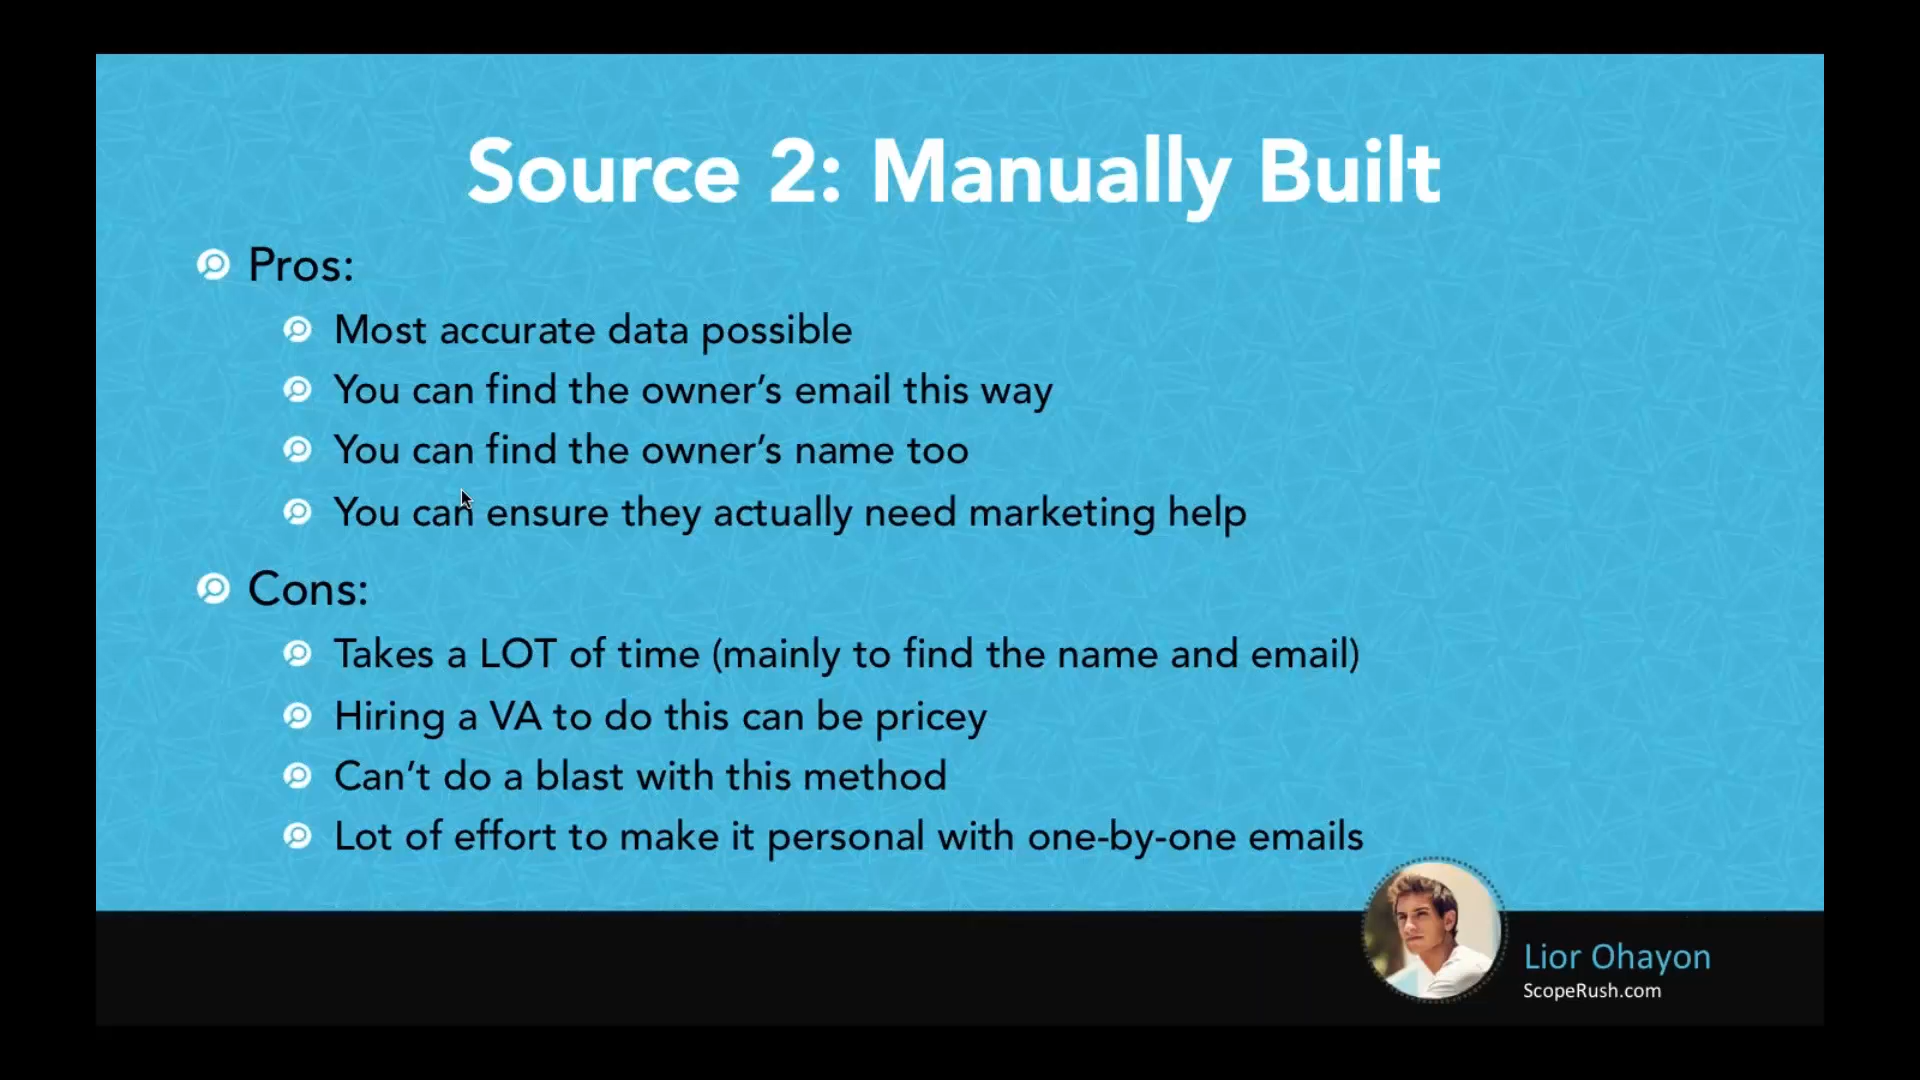 Source 2: Manually Built
Pros:
Most accurate data possible
You can find the owner’s email this way
You can find the owner’s name too
You can ensure they actually need marketing help
Cons:
Takes a LOT of time (mainly to find the name and email)
Hiring a VA to do this can be pricey
Can’t do a blast with this method
Lot of effort to make it personal with one-by-one emails
Lior Ohayon
ScopeRush.com